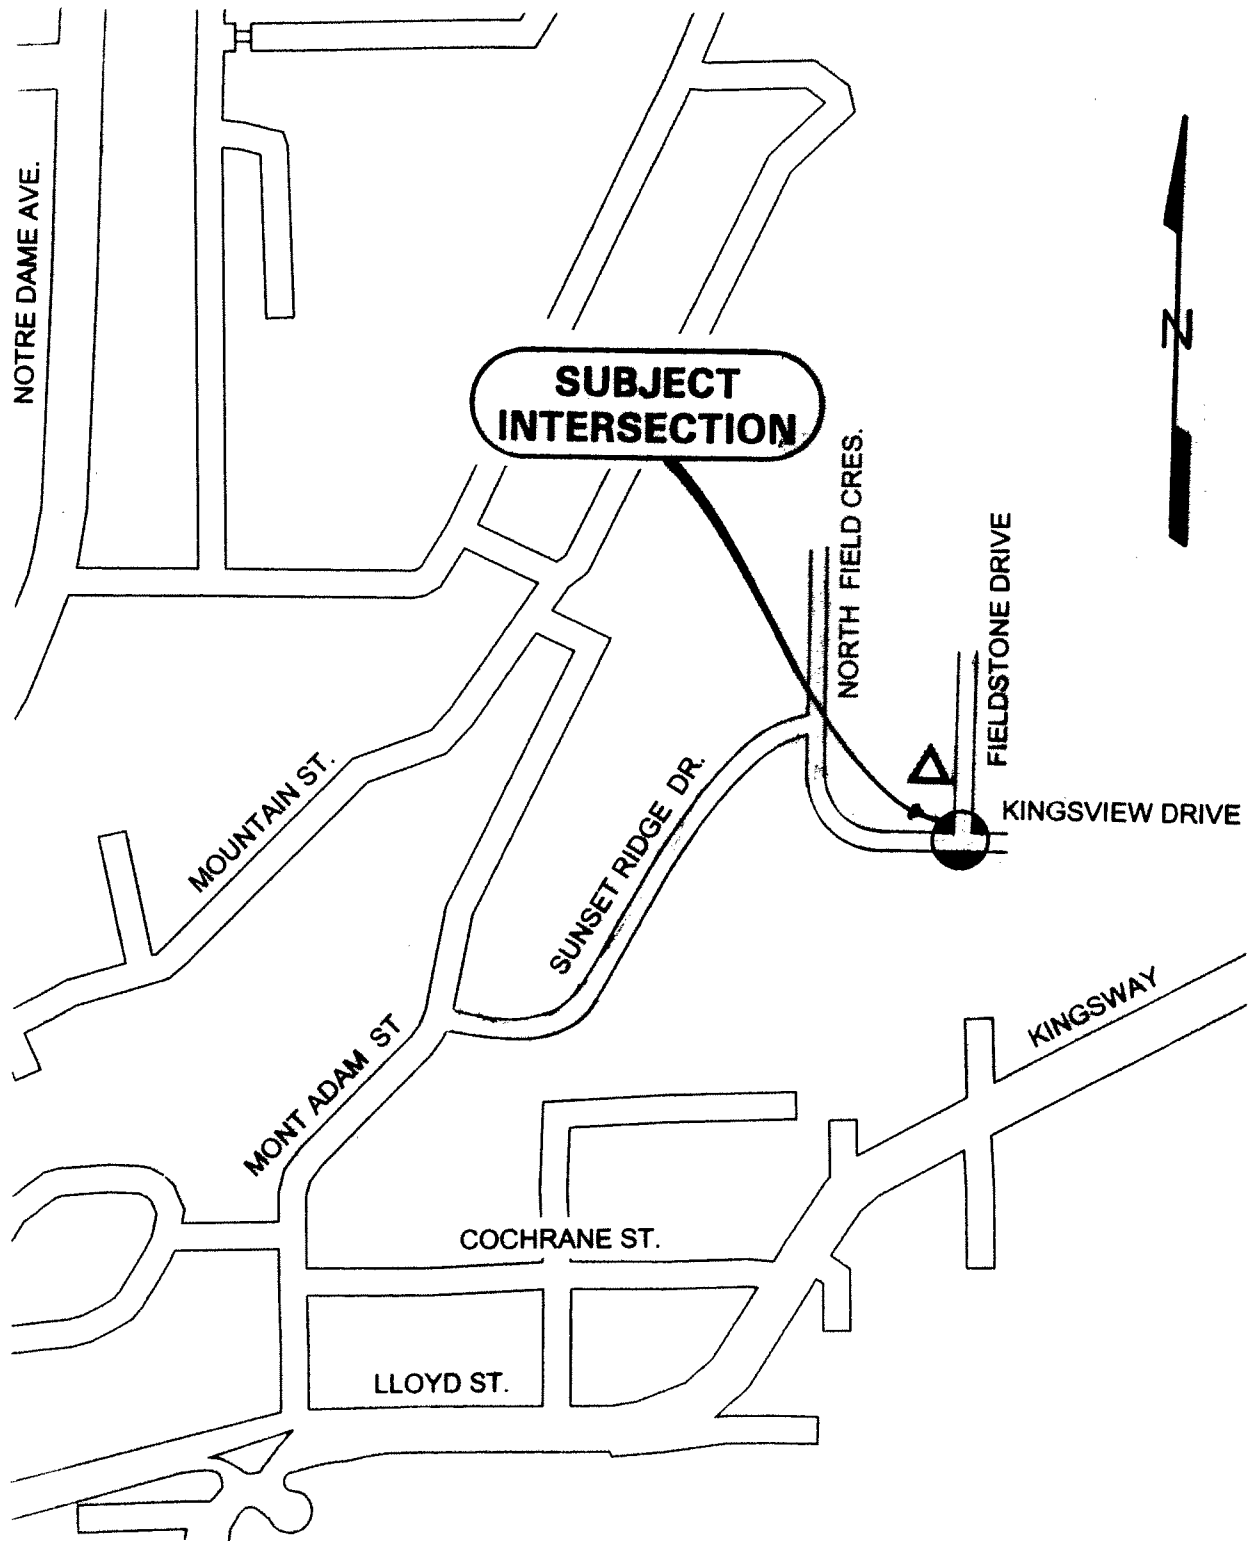 NOTRE DAME AVE.
SUBJECT
INTERSECTION
N
NORTH FIELD CRES.
FIELDSTONE DRIVE
KINGSVIEW DRIVE
MOUNTAIN ST.
SUNSET RIDGE DR.
KINGSWAY
MONT ADAM ST
COCHRANE ST.
LLOYD ST.